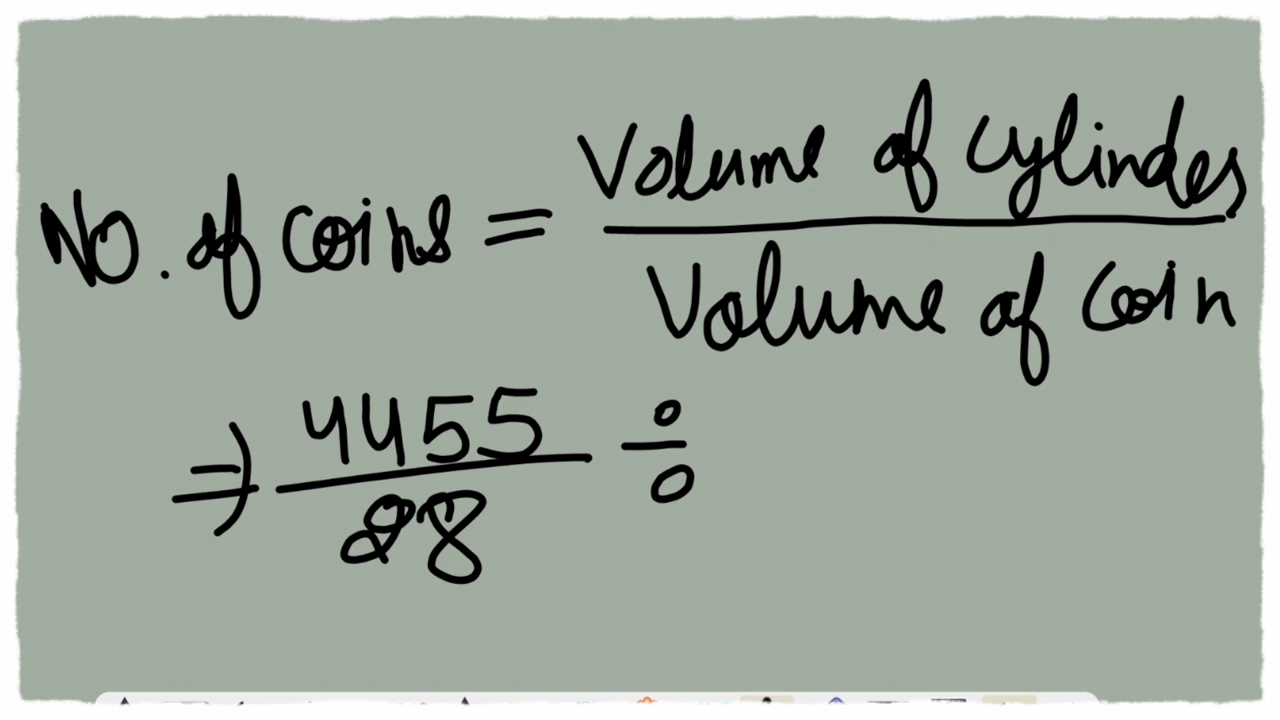 No. of coins = Volume of cylinder / Volume of coin
⇒ 4455 / 28 ÷